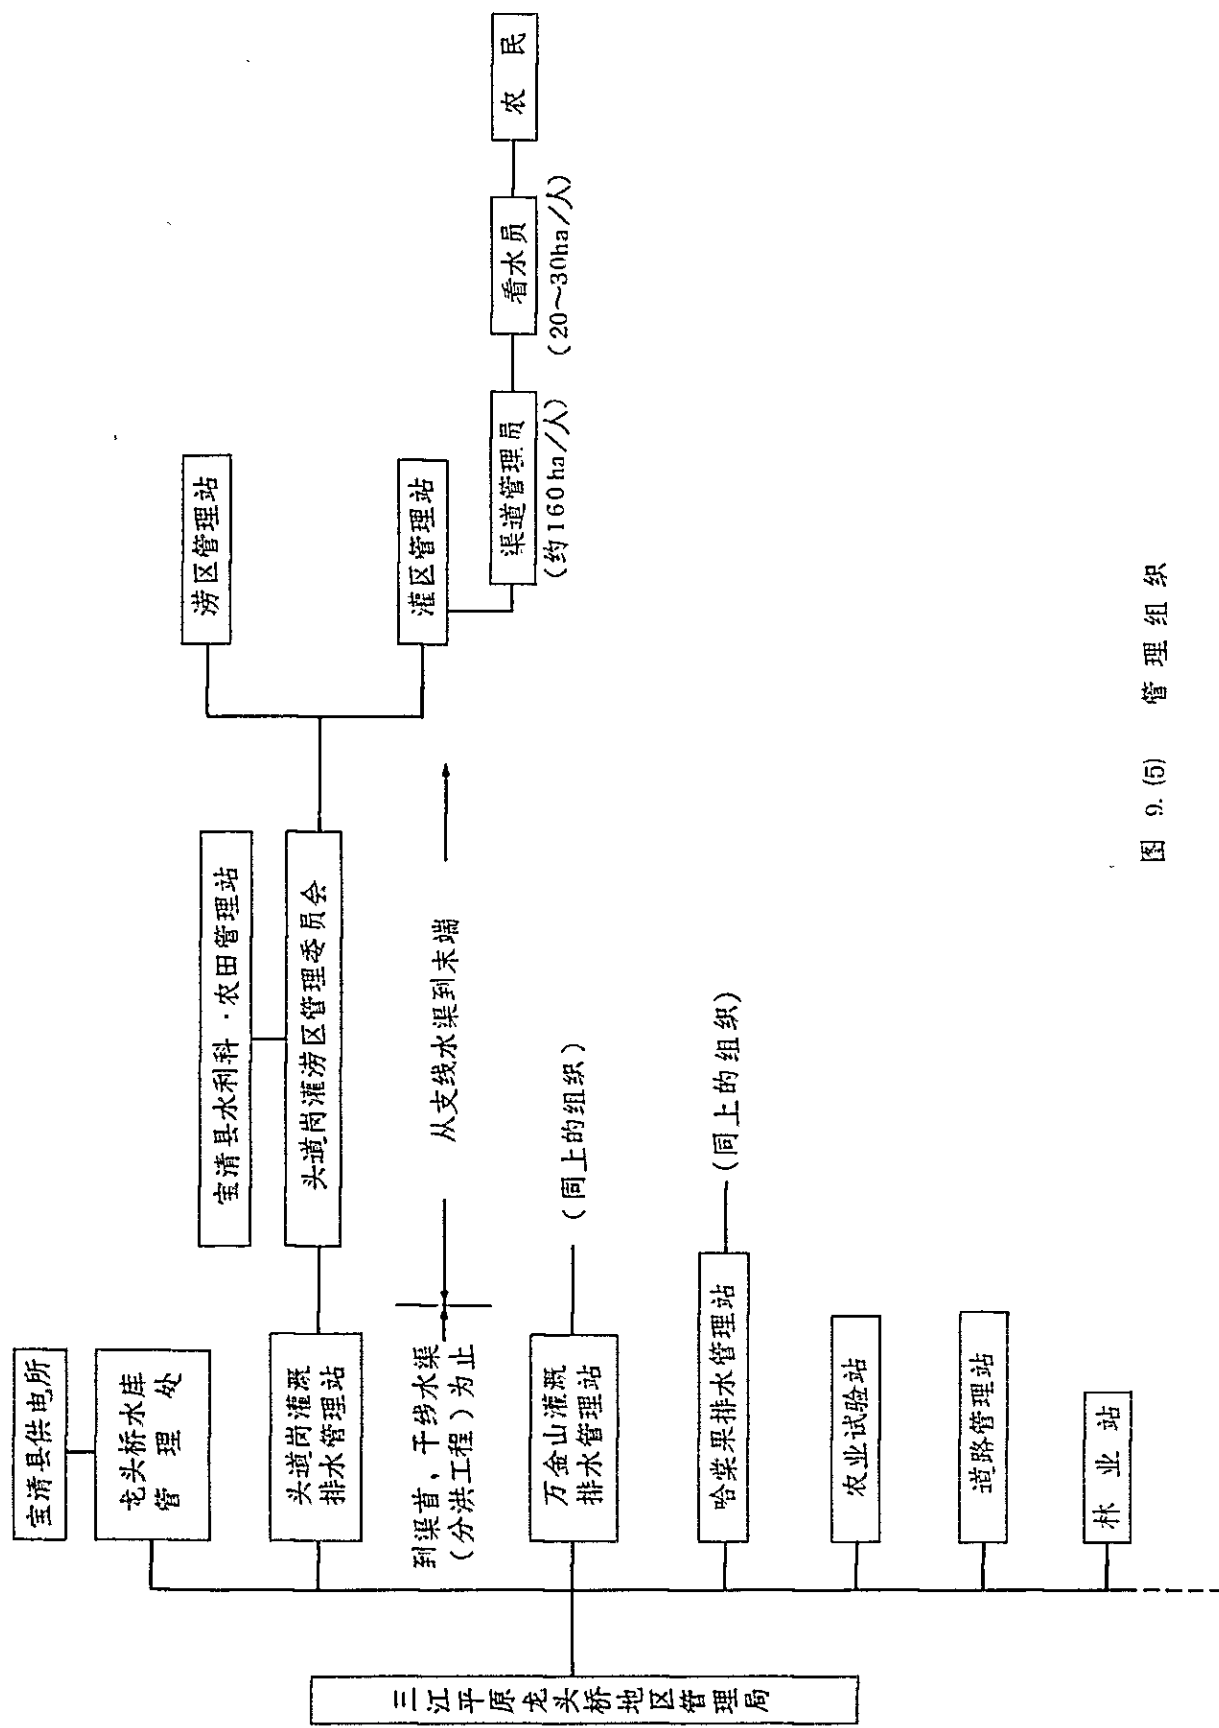 宝清县供电所
龙头桥水库
管理处
头道岗灌溉
排水管理站
宝清县水利科·农田管理站
头道岗灌涝区管理委员会
涝区管理站
灌区管理站
渠道管理员
(约160ha/人)
看水员
(20～30ha/人)
农民
到渠首，干线水渠
(分洪工程)为止
从支线水渠到末端
三江平原龙头桥地区管理局
万金山灌溉
排水管理站
(同上的组织)
哈棠果排水管理站
(同上的组织)
农业试验站
道路管理站
林业站
图 9.(5) 管理组织